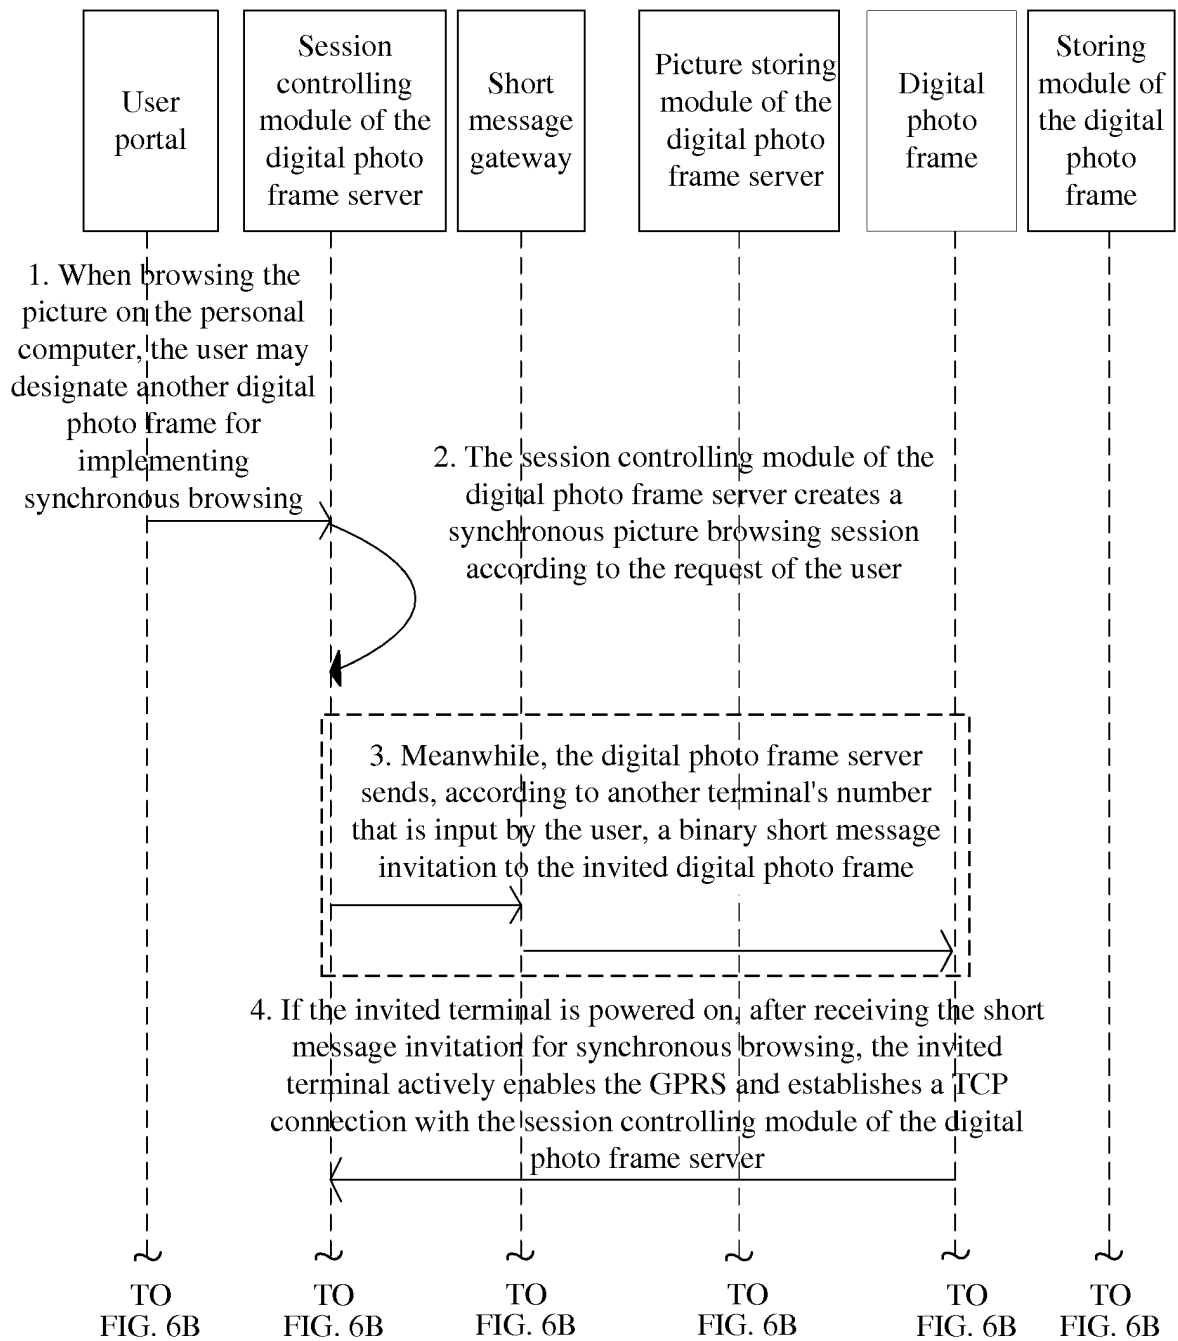 User
portal
Session
controlling
module of the
digital photo
frame server
Short
message
gateway
Picture storing
module of the
digital photo
frame server
Digital
photo
frame
Storing
module of
the digital
photo
frame
1. When browsing the
picture on the personal
computer, the user may
designate another digital
photo frame for
implementing
synchronous browsing
2. The session controlling module of the
digital photo frame server creates a
synchronous picture browsing session
according to the request of the user
3. Meanwhile, the digital photo frame server
sends, according to another terminal's number
that is input by the user, a binary short message
invitation to the invited digital photo frame
4. If the invited terminal is powered on, after receiving the short
message invitation for synchronous browsing, the invited
terminal actively enables the GPRS and establishes a TCP
connection with the session controlling module of the digital
photo frame server
TO
FIG. 6B
TO
FIG. 6B
TO
FIG. 6B
TO
FIG. 6B
TO
FIG. 6B
TO
FIG. 6B